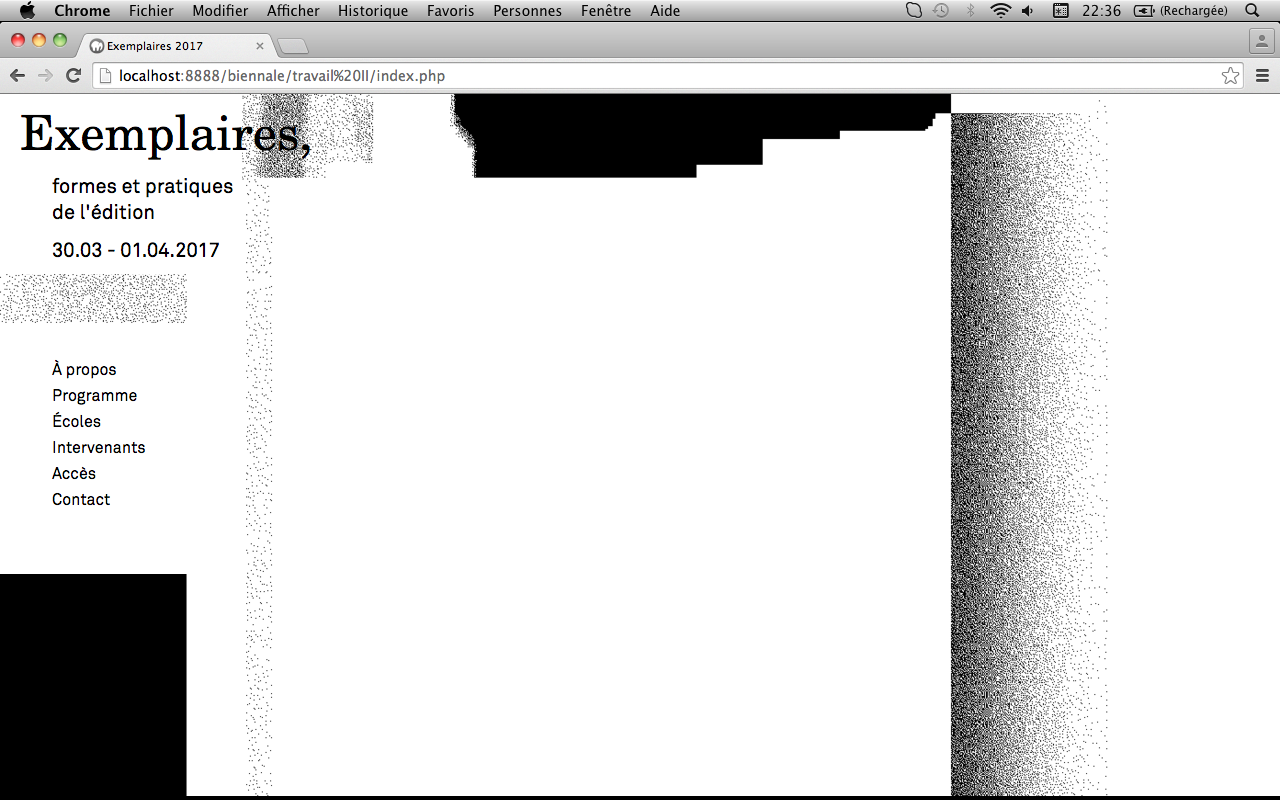 Chrome Fichier Modifier Afficher Historique Favoris Personnes Fenêtre Aide 22:36 (Rechargée)
Exemplaires 2017
localhost:8888/biennale/travail%20II/index.php
Exemplaires,
formes et pratiques
de l'édition
30.03 - 01.04.2017
À propos
Programme
Écoles
Intervenants
Accès
Contact